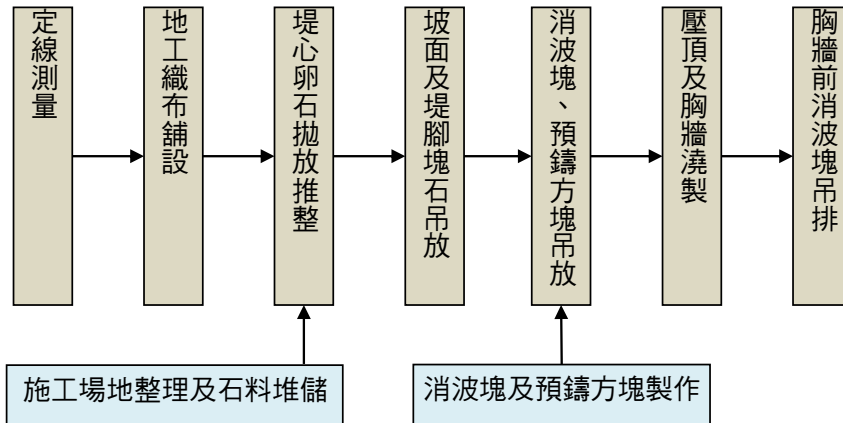 定線測量
地工織布舖設
堤心卵石拋放推整
坡面及堤腳塊石吊放
消波塊、預鑄方塊吊放
壓頂及胸牆澆製
胸牆前消波塊吊排
施工場地整理及石料堆儲
消波塊及預鑄方塊製作